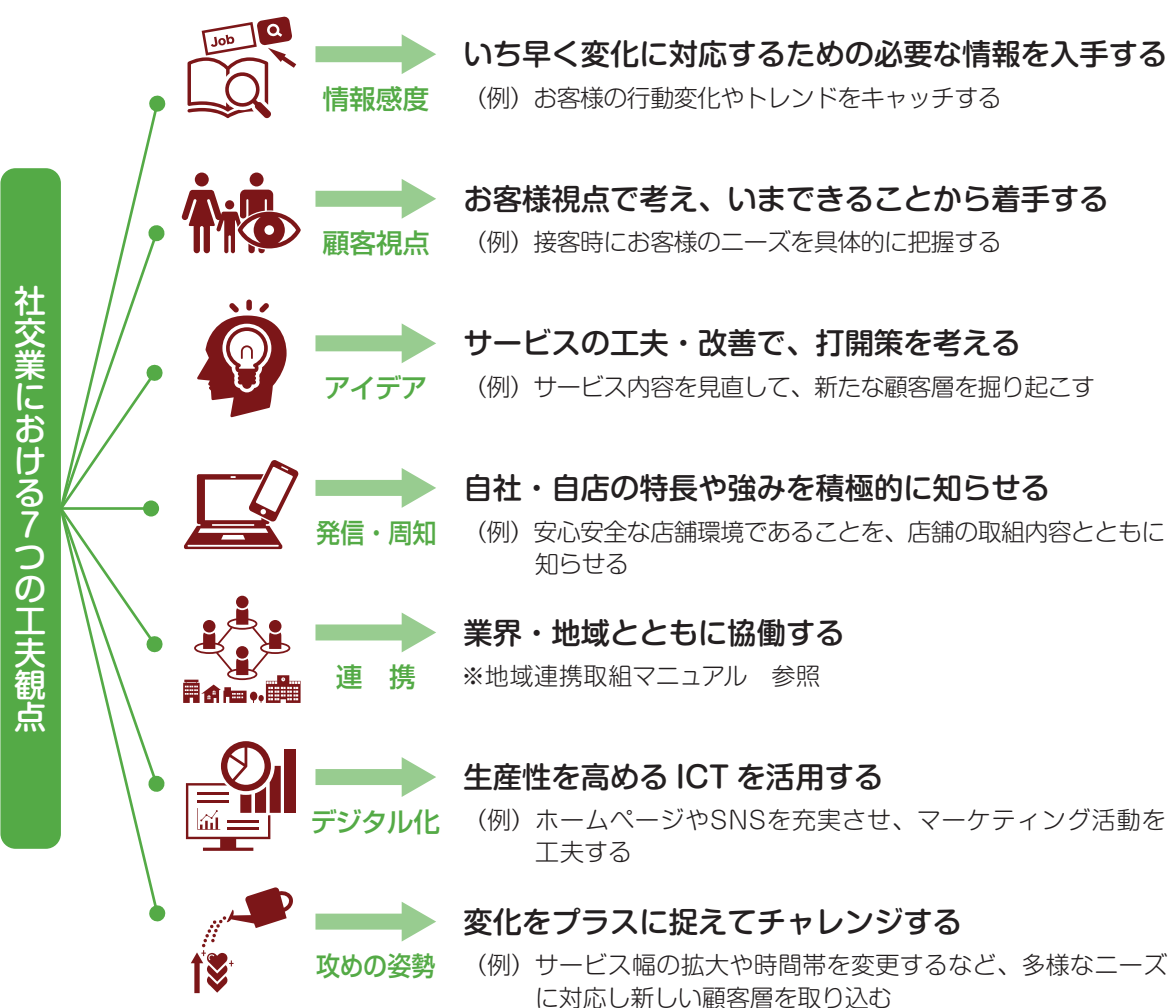 社交業における7つの工夫観点
Job
情報感度
いち早く変化に対応するための必要な情報を入手する
（例）お客様の行動変化やトレンドをキャッチする
顧客視点
お客様視点で考え、いまできることから着手する
（例）接客時にお客様のニーズを具体的に把握する
アイデア
サービスの工夫・改善で、打開策を考える
（例）サービス内容を見直して、新たな顧客層を掘り起こす
発信・周知
自社・自店の特長や強みを積極的に知らせる
（例）安心安全な店舗環境であることを、店舗の取組内容とともに
知らせる
連　携
業界・地域とともに協働する
※地域連携取組マニュアル　参照
デジタル化
生産性を高める ICT を活用する
（例）ホームページやSNSを充実させ、マーケティング活動を
工夫する
攻めの姿勢
変化をプラスに捉えてチャレンジする
（例）サービス幅の拡大や時間帯を変更するなど、多様なニーズ
に対応し新しい顧客層を取り込む